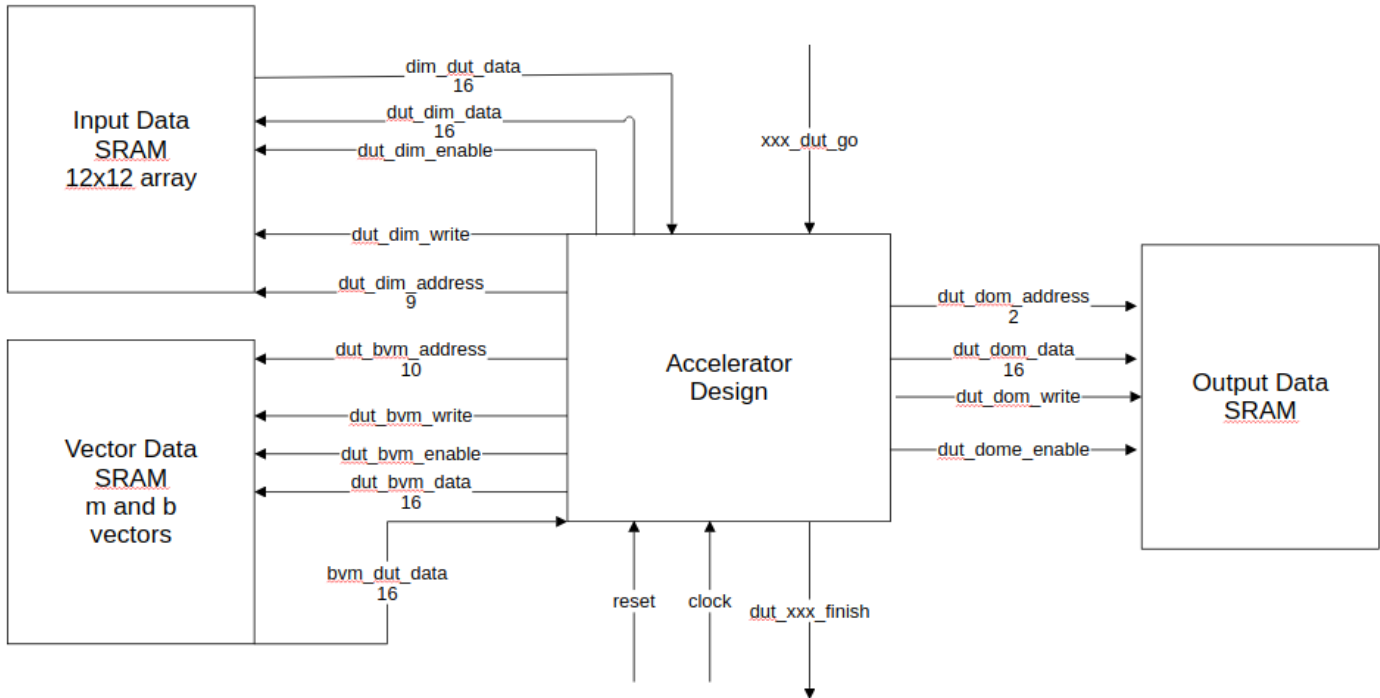 Input Data
SRAM
12x12 array
dim_dut_data
16
dut_dim_data
16
dut_dim_enable
dut_dim_write
dut_dim_address
9
xxx_dut_go
Vector Data
SRAM
m and b
vectors
dut_bvm_address
10
dut_bvm_write
dut_bvm_enable
dut_bvm_data
16
bvm_dut_data
16
Accelerator
Design
reset
clock
dut_xxx_finish
dut_dom_address
2
dut_dom_data
16
dut_dom_write
dut_dome_enable
Output Data
SRAM